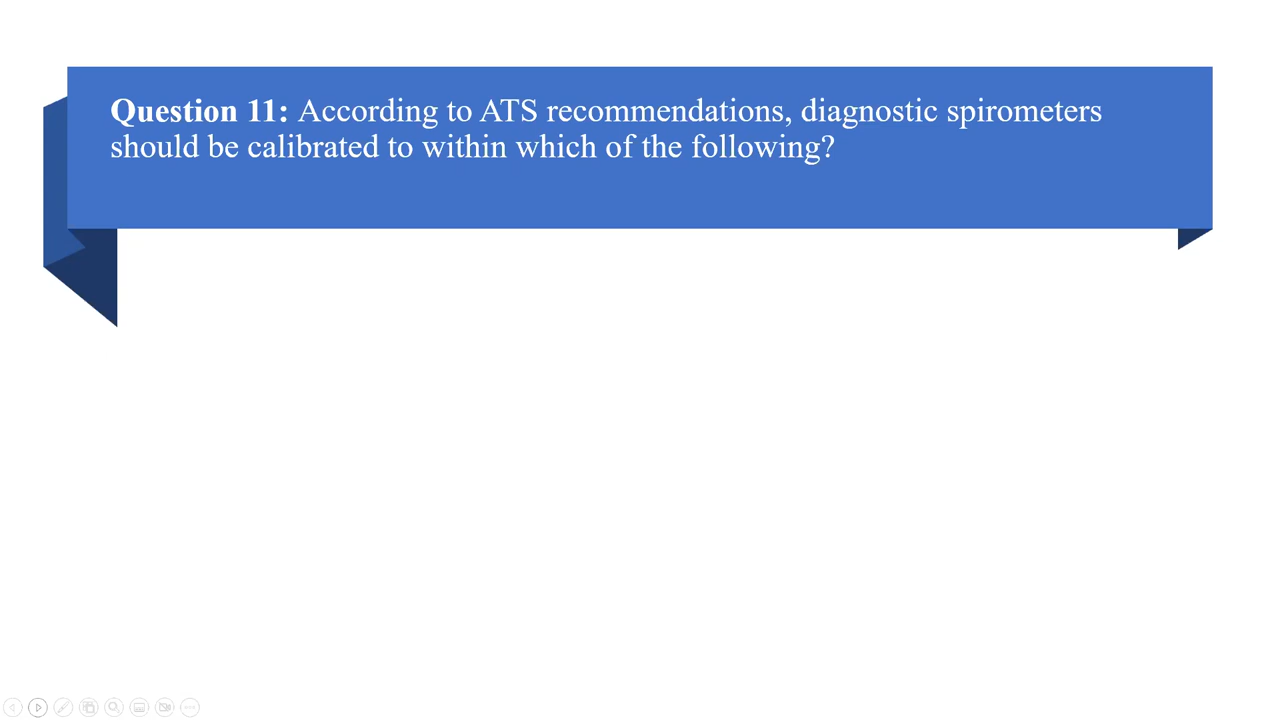 Question 11: According to ATS recommendations, diagnostic spirometers
should be calibrated to within which of the following?